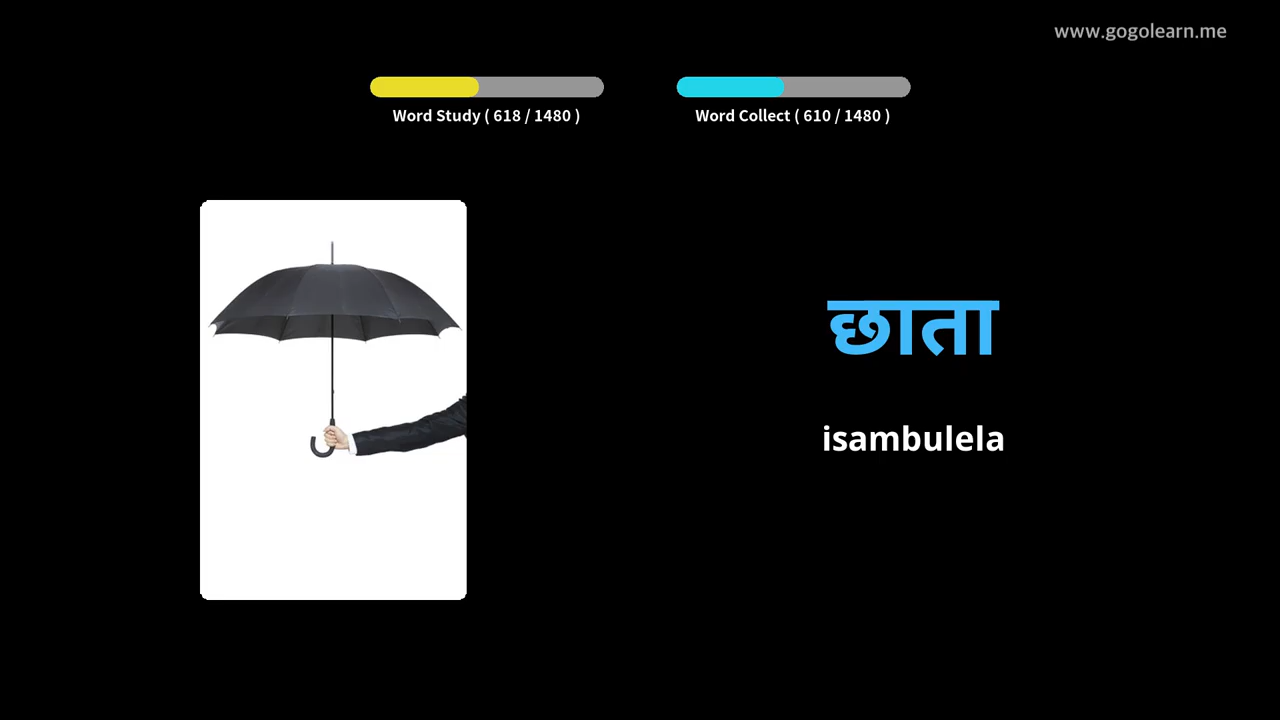 www.gogolearn.me
Word Study ( 618 / 1480 )
Word Collect ( 610 / 1480 )
छाता
isambulela